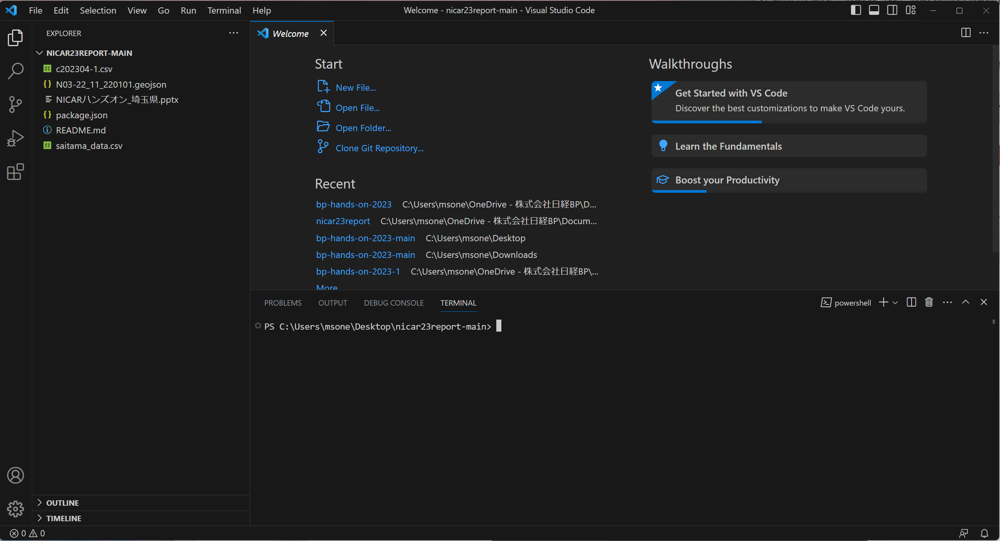 File Edit Selection View Go Run Terminal Help
Welcome - nicar23report-main - Visual Studio Code
EXPLORER
NICAR23REPORT-MAIN
c202304-1.csv
N03-22_11_220101.geojson
NICARハンズオン_埼玉県.pptx
package.json
README.md
saitama_data.csv
OUTLINE
TIMELINE
Welcome
Start
New File...
Open File...
Open Folder...
Clone Git Repository...
Recent
bp-hands-on-2023 C:\Users\msone\OneDrive - 株式会社日経BP\D...
nicar23report C:\Users\msone\OneDrive - 株式会社日経BP\Docum...
bp-hands-on-2023-main C:\Users\msone\Desktop
bp-hands-on-2023-main C:\Users\msone\Downloads
bp-hands-on-2023-1 C:\Users\msone\OneDrive - 株式会社日経BP\...
More
Walkthroughs
Get Started with VS Code
Discover the best customizations to make VS Code yours.
Learn the Fundamentals
Boost your Productivity
PROBLEMS OUTPUT DEBUG CONSOLE TERMINAL
powershell
PS C:\Users\msone\Desktop\nicar23report-main>
0 0